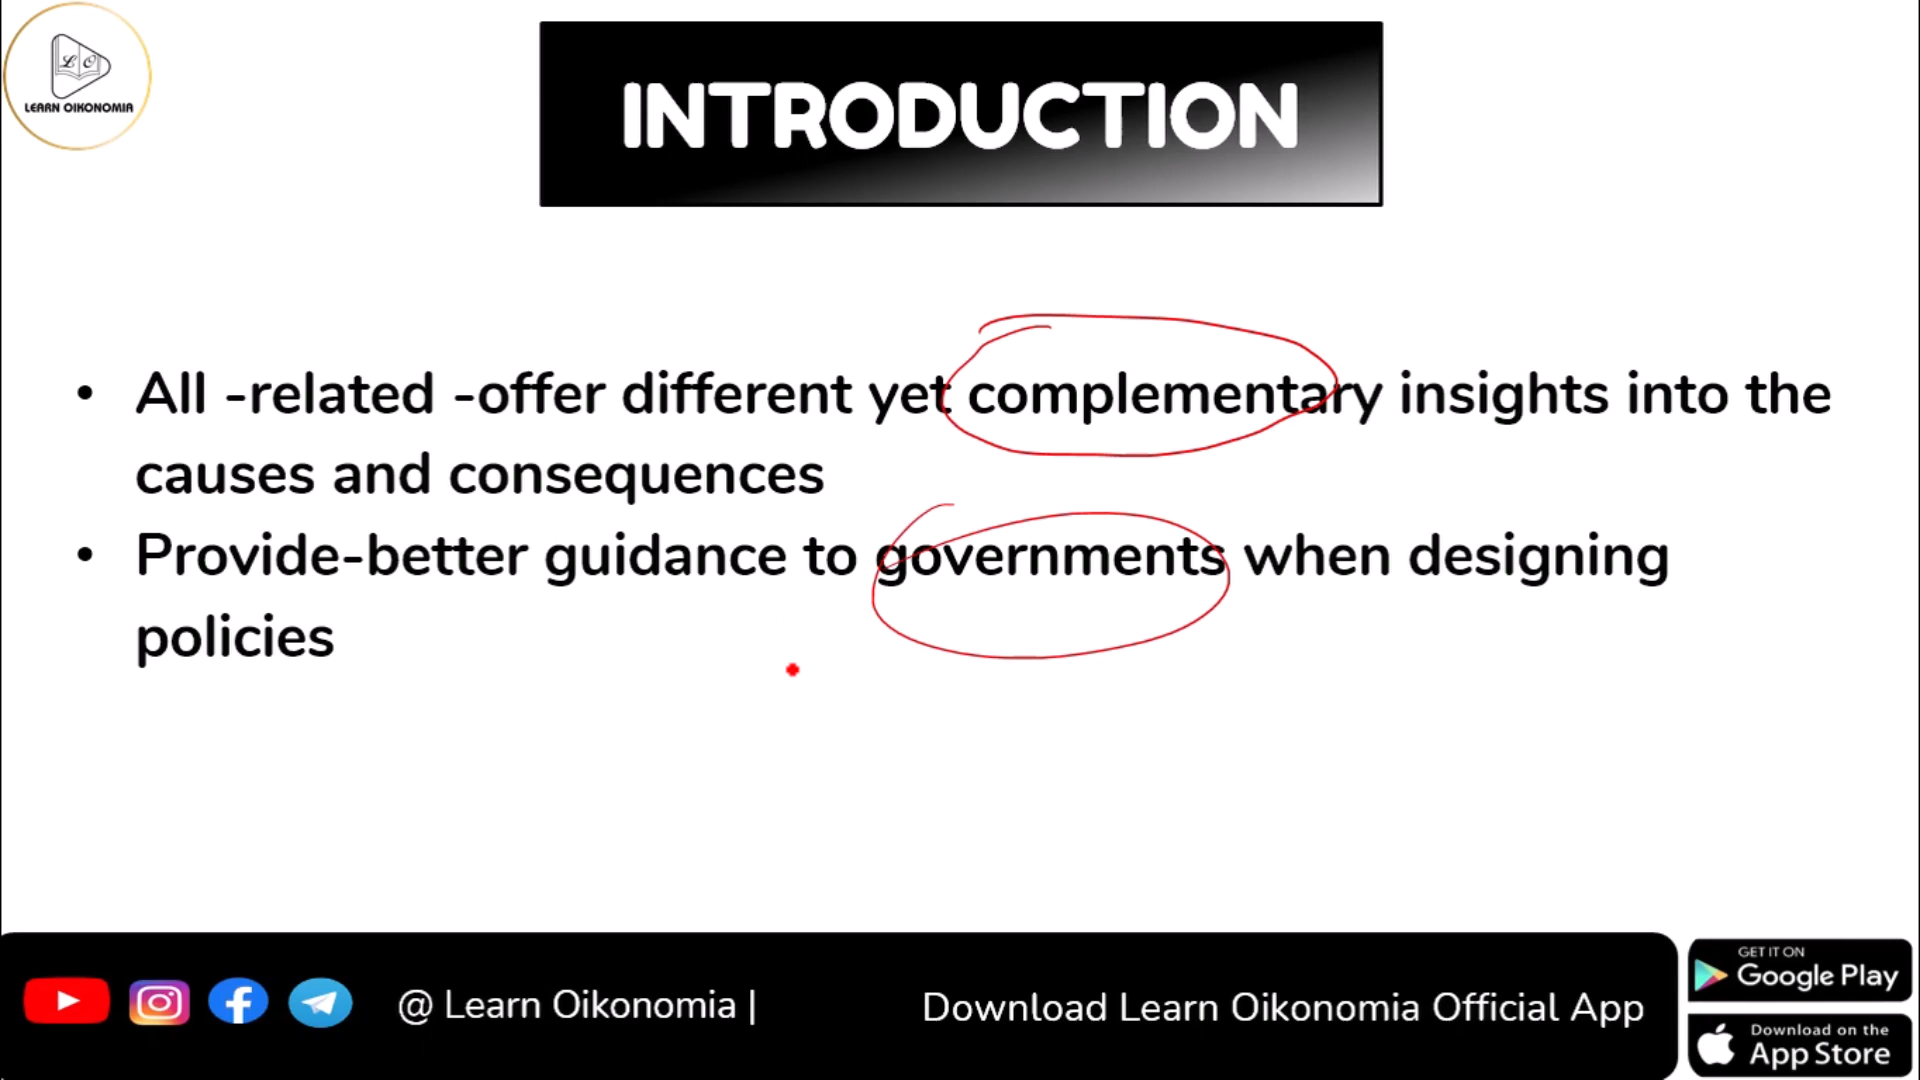 LO
LEARN OIKONOMIA
INTRODUCTION
• All -related -offer different yet complementary insights into the
causes and consequences
• Provide-better guidance to governments when designing
policies
@ Learn Oikonomia |
Download Learn Oikonomia Official App
GET IT ON
Google Play
Download on the
App Store